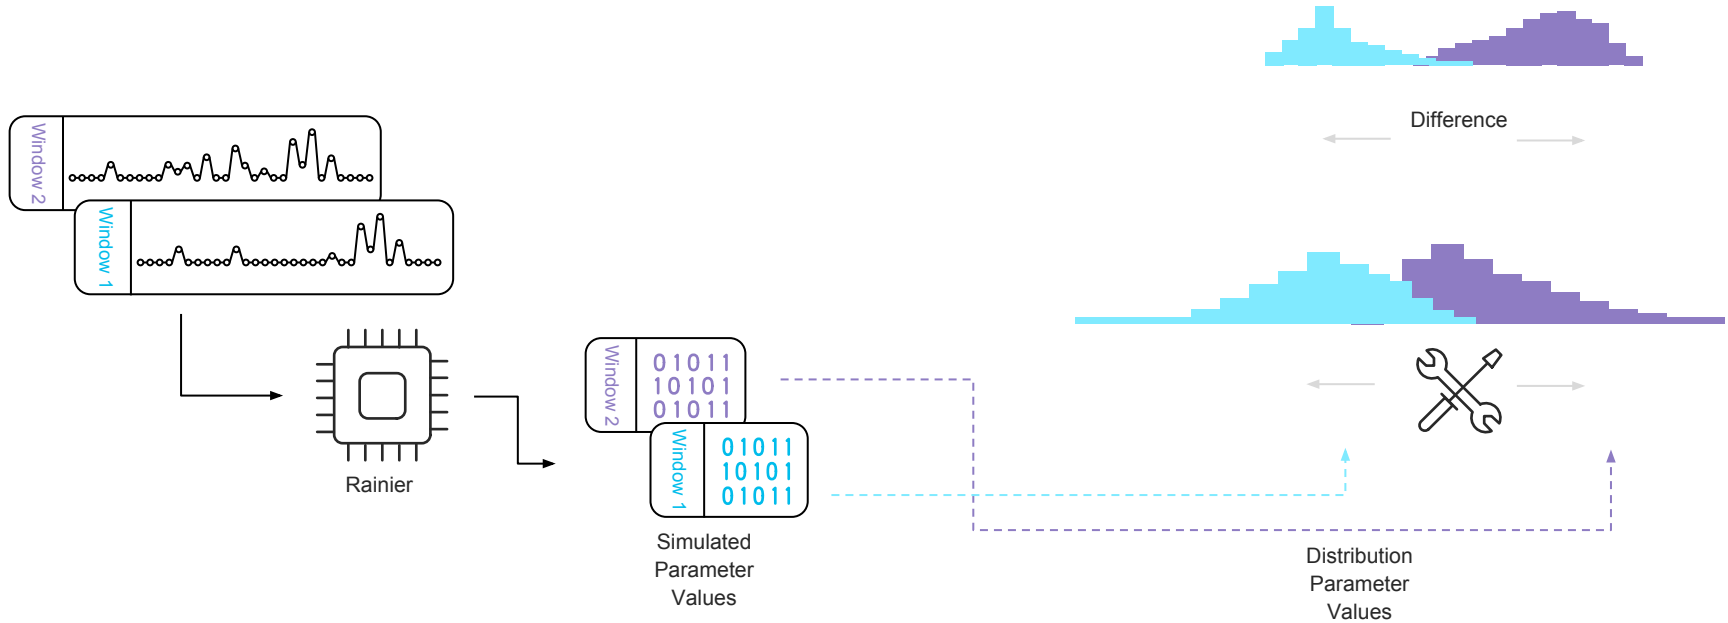 Difference
Window 2
Window 1
Rainier
Window 2
01011
10101
01011
Window 1
01011
10101
01011
Simulated
Parameter
Values
Distribution
Parameter
Values